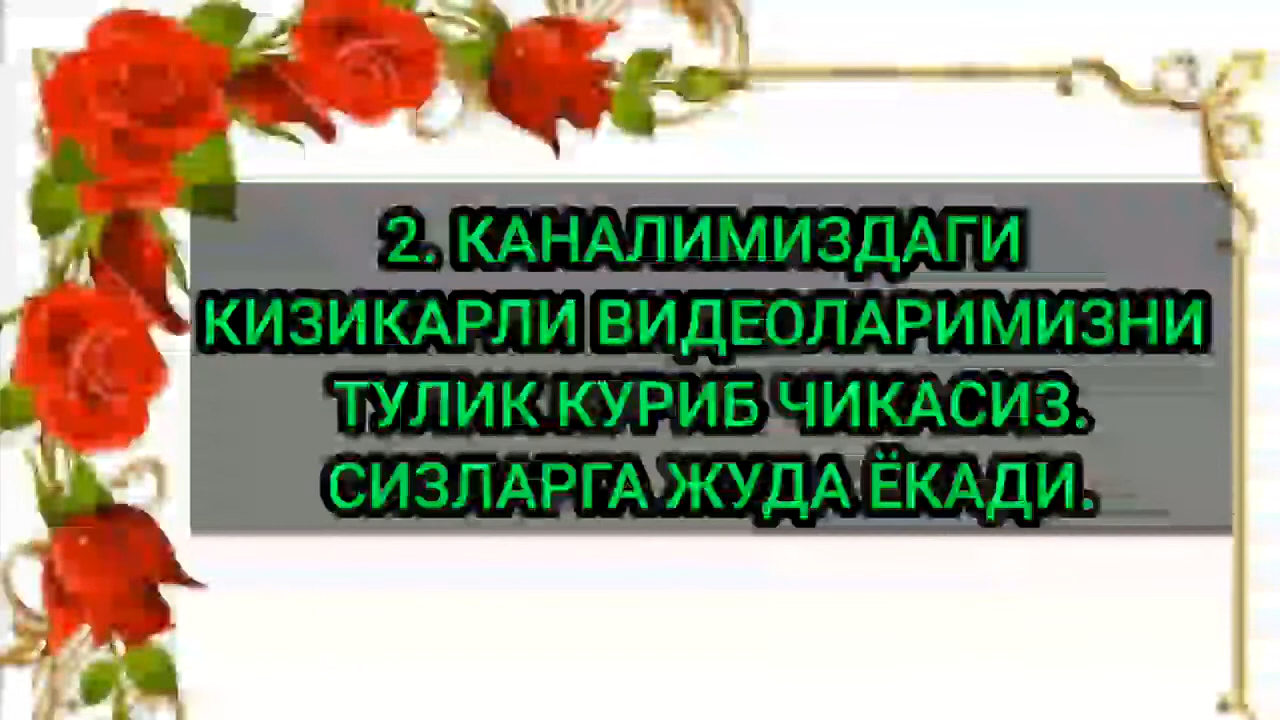 2. КАНАЛИМИЗДАГИ
КИЗИКАРЛИ ВИДЕОЛАРИМИЗНИ
ТУЛИК КУРИБ ЧИКАСИЗ.
СИЗЛАРГА ЖУДА ЁКАДИ.